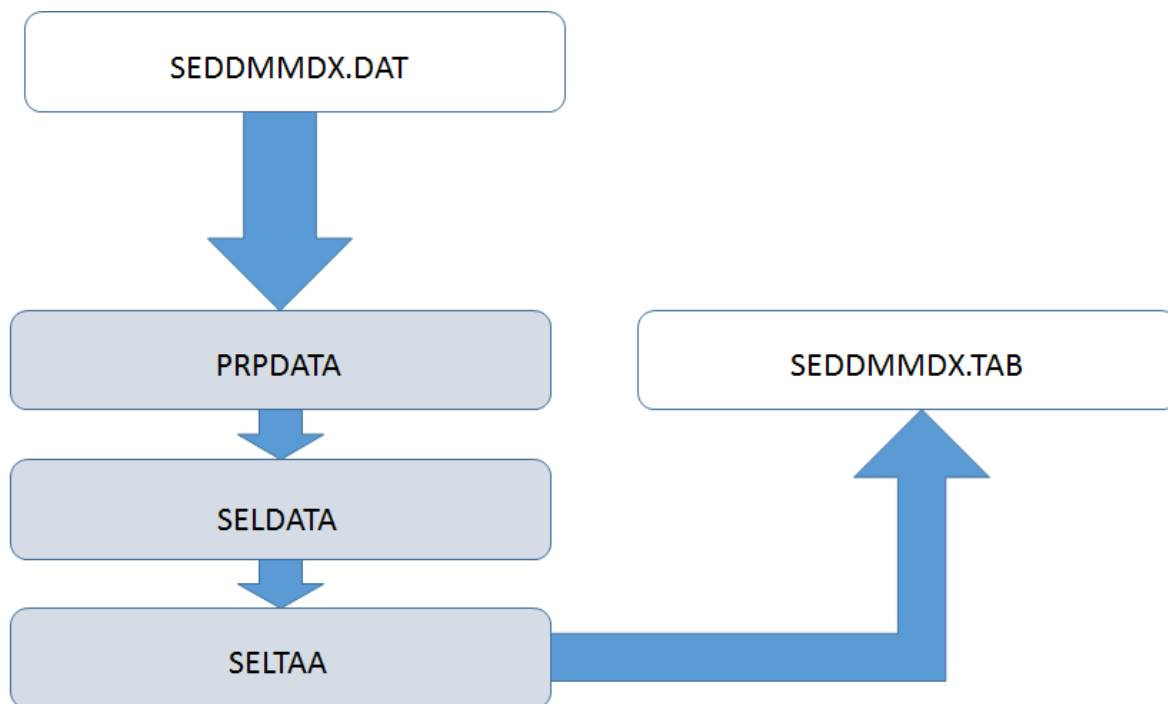 SEDDMMDX.DAT
PRPDATA
SEDDMMDX.TAB
SELDATA
SELTAA